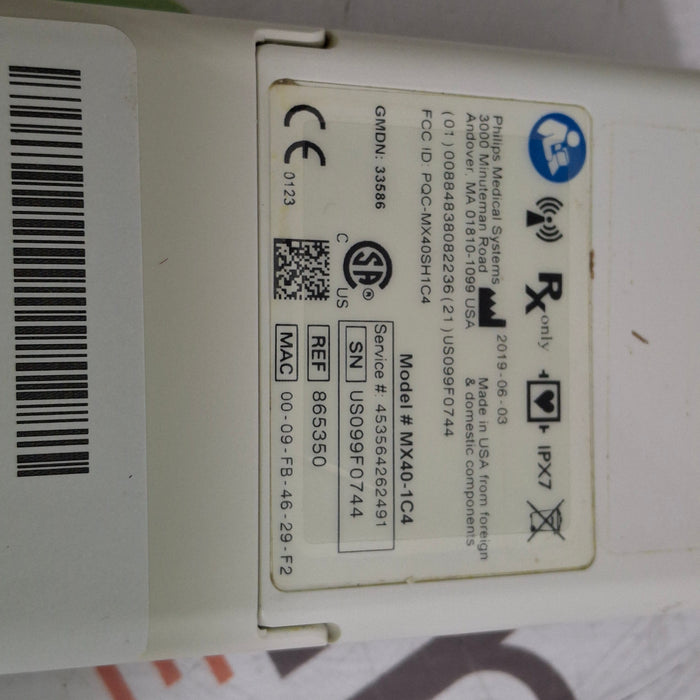 Rx only
IPX7
Philips Medical Systems
3000 Minuteman Road
Andover, MA 01810-1099 USA
2019-06-03
Made in USA from foreign
& domestic components
(01)00884838082236(21)US099F0744
FCC ID: PQC-MX40SH1C4
GMDN: 33586
CE 0123
C SA® US
Model # MX40-1C4
Service #: 453564262491
SN US099F0744
REF 865350
MAC 00-09-FB-46-29-F2